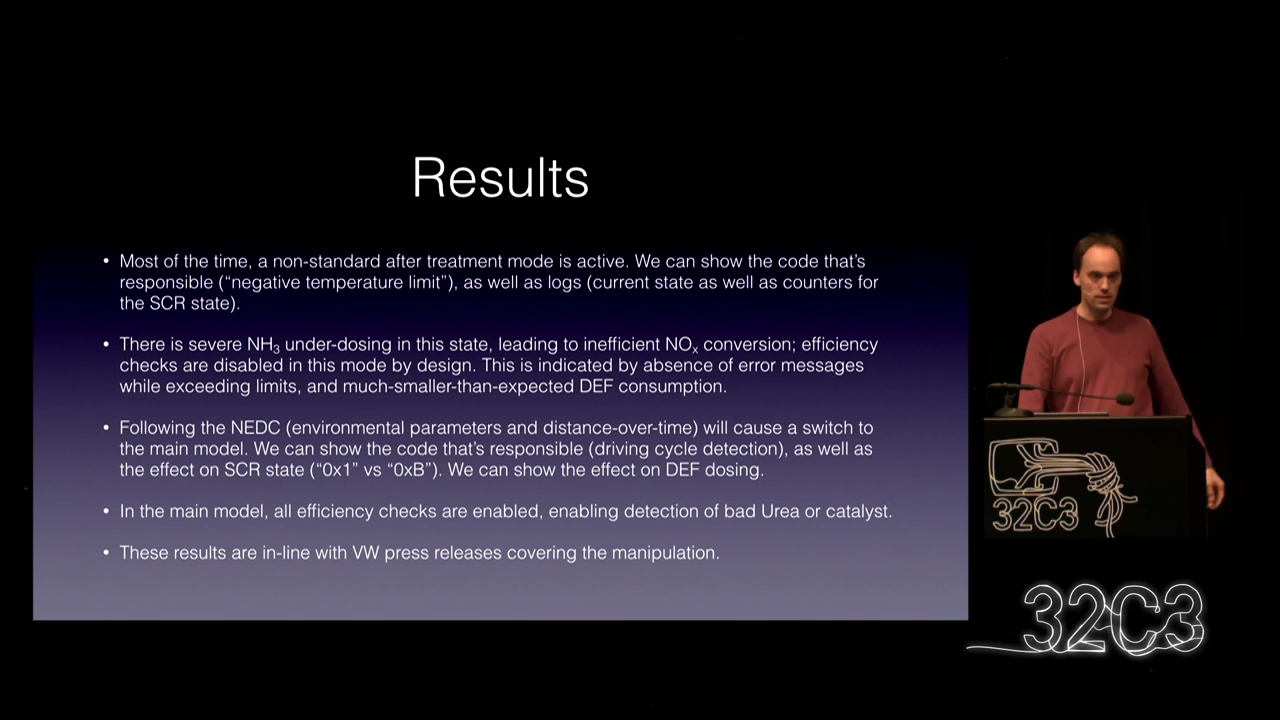 Results
• Most of the time, a non-standard after treatment mode is active. We can show the code that's
responsible (“negative temperature limit”), as well as logs (current state as well as counters for
the SCR state).
• There is severe NH₃ under-dosing in this state, leading to inefficient NOₓ conversion; efficiency
checks are disabled in this mode by design. This is indicated by absence of error messages
while exceeding limits, and much-smaller-than-expected DEF consumption.
• Following the NEDC (environmental parameters and distance-over-time) will cause a switch to
the main model. We can show the code that's responsible (driving cycle detection), as well as
the effect on SCR state (“0x1” vs “0xB”). We can show the effect on DEF dosing.
• In the main model, all efficiency checks are enabled, enabling detection of bad Urea or catalyst.
• These results are in-line with VW press releases covering the manipulation.
32C3
32C3